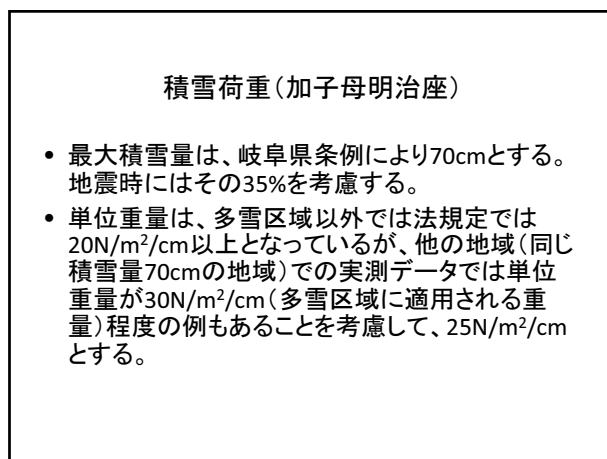 積雪荷重（加子母明治座）
• 最大積雪量は、岐阜県条例により70cmとする。
地震時にはその35%を考慮する。
• 単位重量は、多雪区域以外では法規定では
20N/m²/cm以上となっているが、他の地域（同じ
積雪量70cmの地域）での実測データでは単位
重量が30N/m²/cm（多雪区域に適用される重
量）程度の例もあることを考慮して、25N/m²/cm
とする。